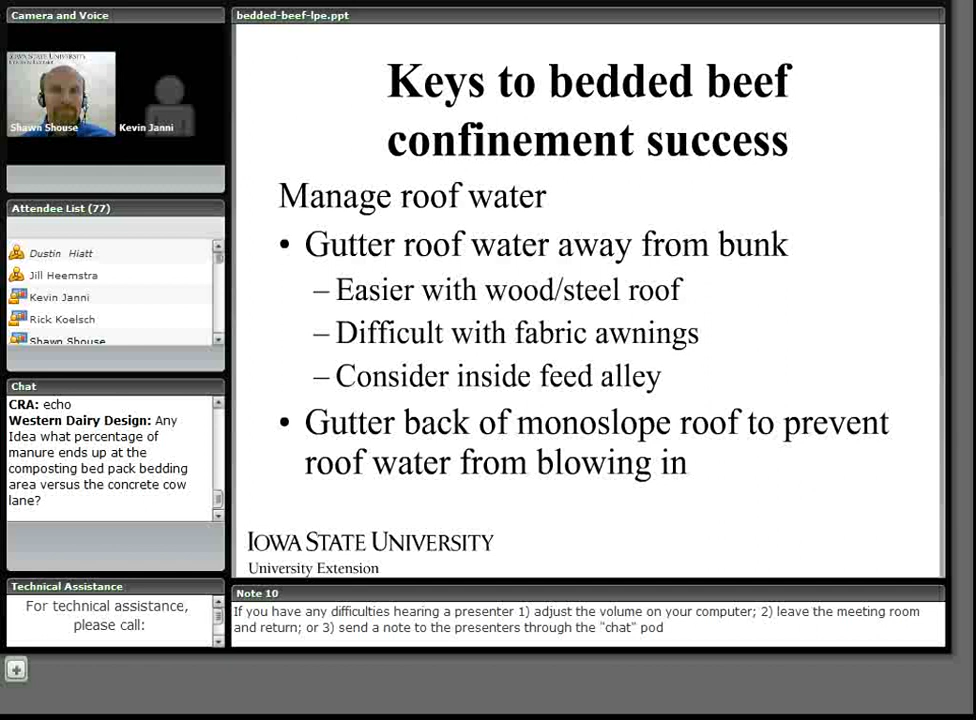 Camera and Voice
IOWA STATE UNIVERSITY
Shawn Shouse
Kevin Janni
Attendee List (77)
Dustin Hiatt
Jill Heemstra
Kevin Janni
Rick Koelsch
Shawn Shouse
Chat
CRA: echo
Western Dairy Design: Any
Idea what percentage of
manure ends up at the
composting bed pack bedding
area versus the concrete cow
lane?
Technical Assistance
For technical assistance,
please call:
bedded-beef-lpe.ppt
Keys to bedded beef
confinement success
Manage roof water
• Gutter roof water away from bunk
– Easier with wood/steel roof
– Difficult with fabric awnings
– Consider inside feed alley
• Gutter back of monoslope roof to prevent
roof water from blowing in
IOWA STATE UNIVERSITY
University Extension
Note 10
If you have any difficulties hearing a presenter 1) adjust the volume on your computer; 2) leave the meeting room
and return; or 3) send a note to the presenters through the "chat" pod